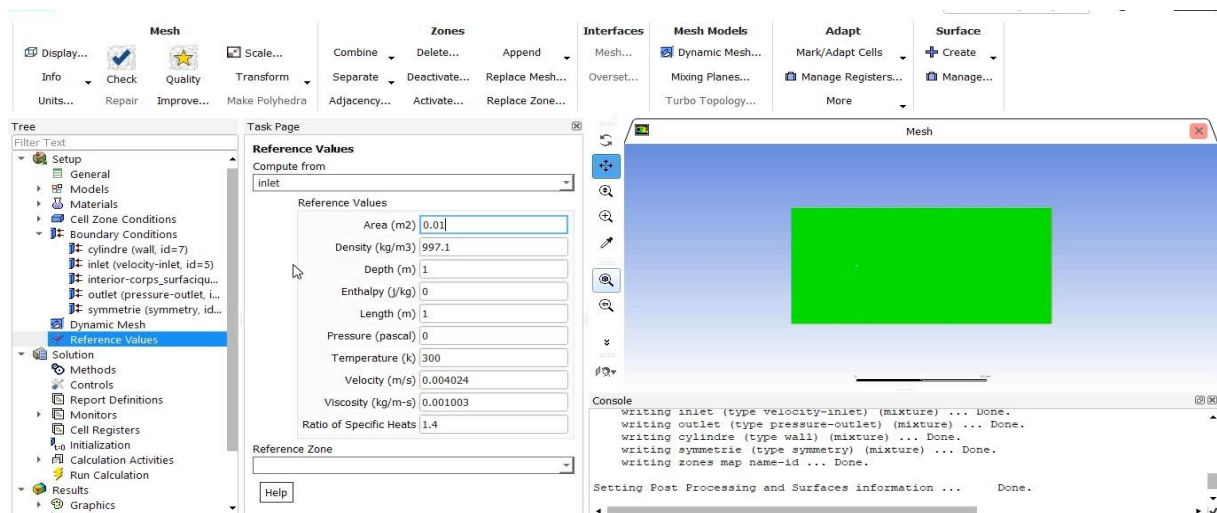 Mesh
Zones
Interfaces
Mesh Models
Adapt
Surface
Display...
Scale...
Combine
Delete...
Append
Mesh...
Dynamic Mesh...
Mark/Adapt Cells
Create
Info
Check
Quality
Transform
Separate
Deactivate...
Replace Mesh...
Overset...
Mixing Planes...
Manage Registers...
Manage...
Units...
Repair
Improve...
Make Polyhedra
Adjacency...
Activate...
Replace Zone...
Turbo Topology...
More
Tree
Filter Text
Setup
General
Models
Materials
Cell Zone Conditions
Boundary Conditions
cylindre (wall, id=7)
inlet (velocity-inlet, id=5)
interior-corps_surfaciqu...
outlet (pressure-outlet, i...
symmetrie (symmetry, id...
Dynamic Mesh
Reference Values
Solution
Methods
Controls
Report Definitions
Monitors
Cell Registers
t=0 Initialization
Calculation Activities
Run Calculation
Results
Graphics
Task Page
Reference Values
Compute from
inlet
Reference Values
Area (m2) 0.01
Density (kg/m3) 997.1
Depth (m) 1
Enthalpy (j/kg) 0
Length (m) 1
Pressure (pascal) 0
Temperature (k) 300
Velocity (m/s) 0.004024
Viscosity (kg/m-s) 0.001003
Ratio of Specific Heats 1.4
Reference Zone
Help
Mesh
Console
writing inlet (type velocity-inlet) (mixture) ... Done.
writing outlet (type pressure-outlet) (mixture) ... Done.
writing cylindre (type wall) (mixture) ... Done.
writing symmetrie (type symmetry) (mixture) ... Done.
writing zones map name-id ... Done.
Setting Post Processing and Surfaces information ... Done.